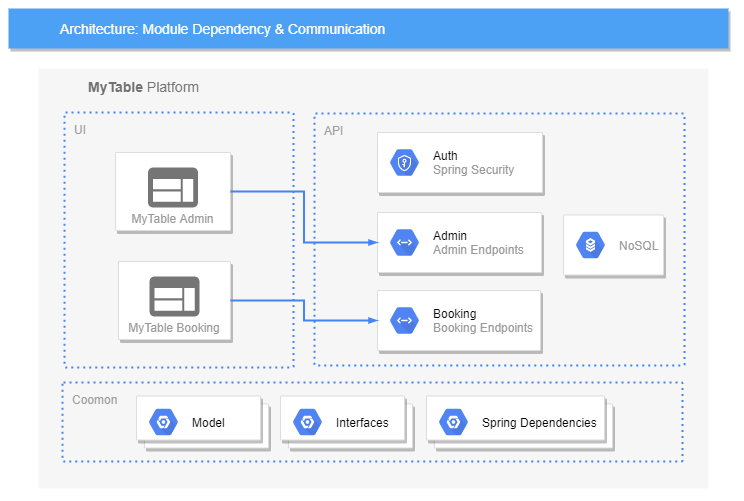 Architecture: Module Dependency & Communication
MyTable Platform
UI
MyTable Admin
MyTable Booking
API
Auth
Spring Security
Admin
Admin Endpoints
Booking
Booking Endpoints
NoSQL
Coomon
Model
Interfaces
Spring Dependencies